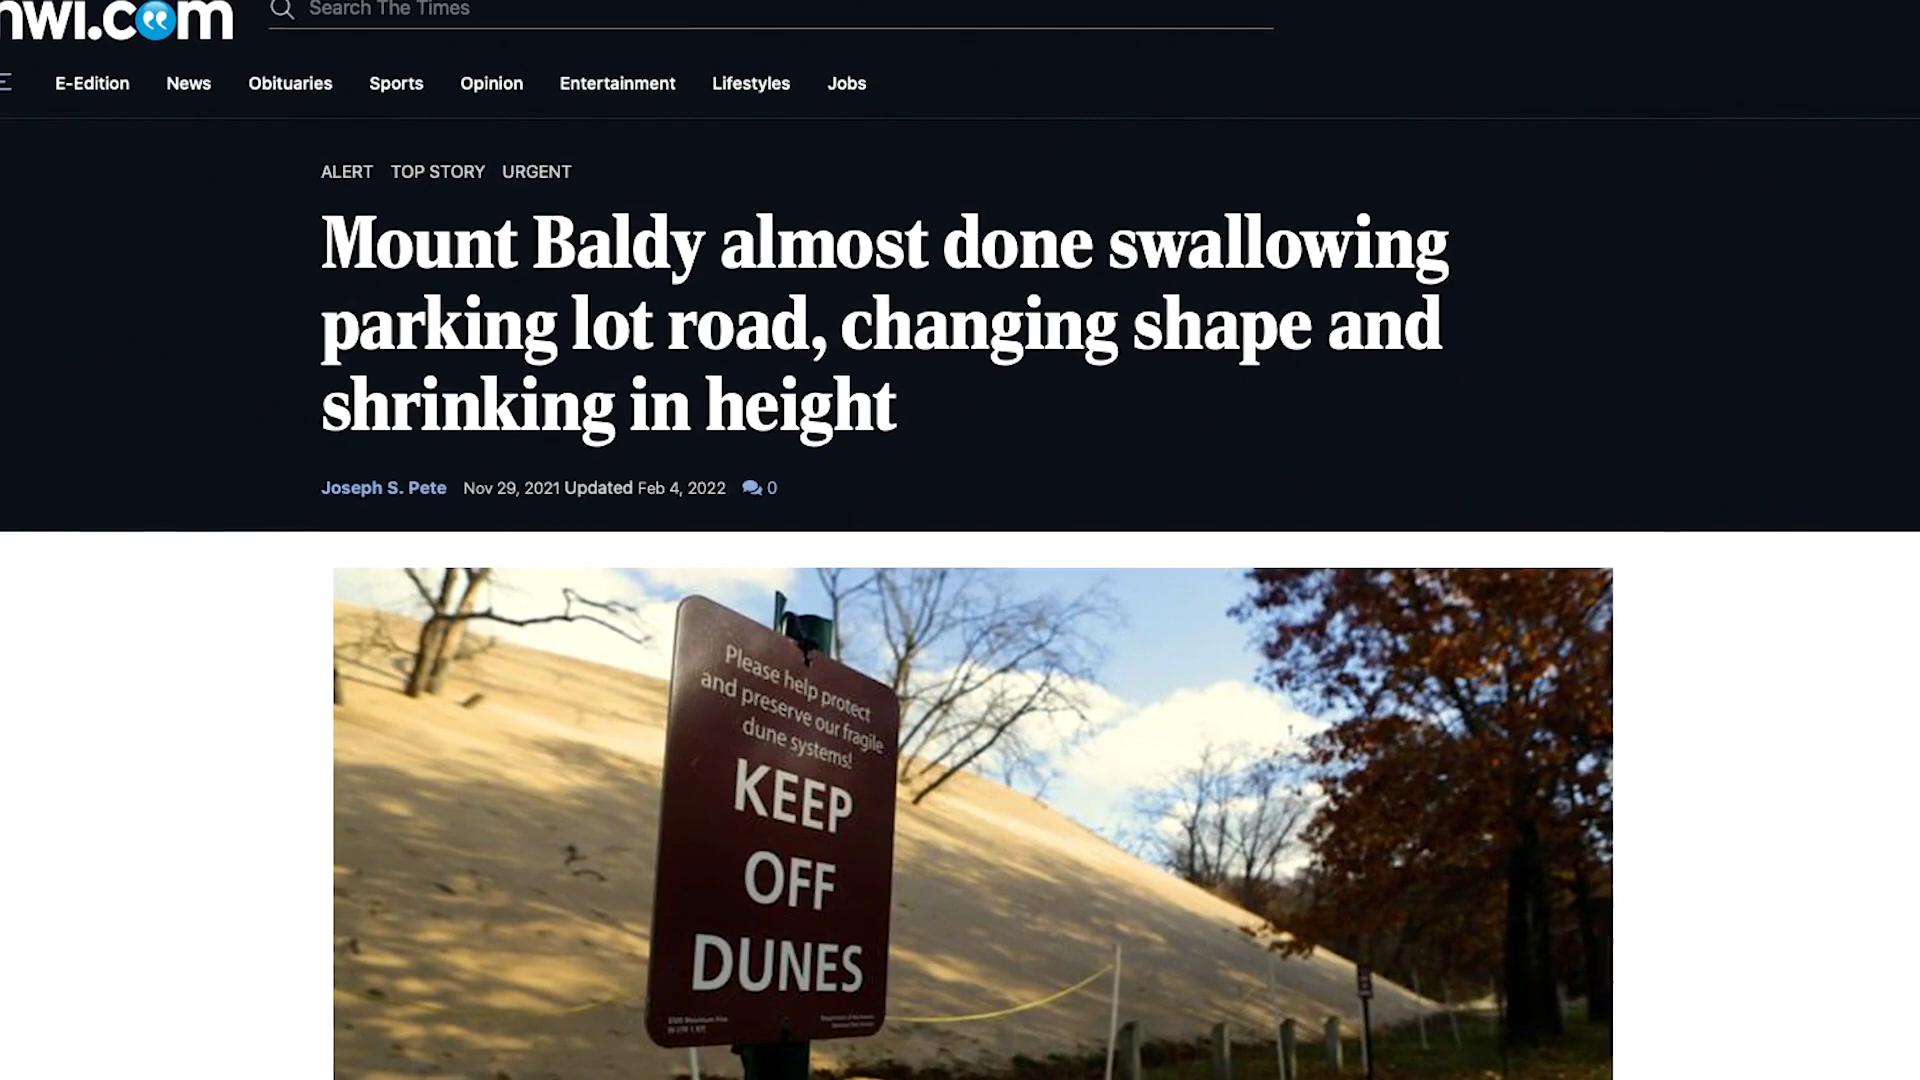 nwi.com
Search The Times
E-Edition News Obituaries Sports Opinion Entertainment Lifestyles Jobs
ALERT TOP STORY URGENT
Mount Baldy almost done swallowing
parking lot road, changing shape and
shrinking in height
Joseph S. Pete Nov 29, 2021 Updated Feb 4, 2022 0
Please help protect
and preserve our fragile
dune systems!
KEEP
OFF
DUNES